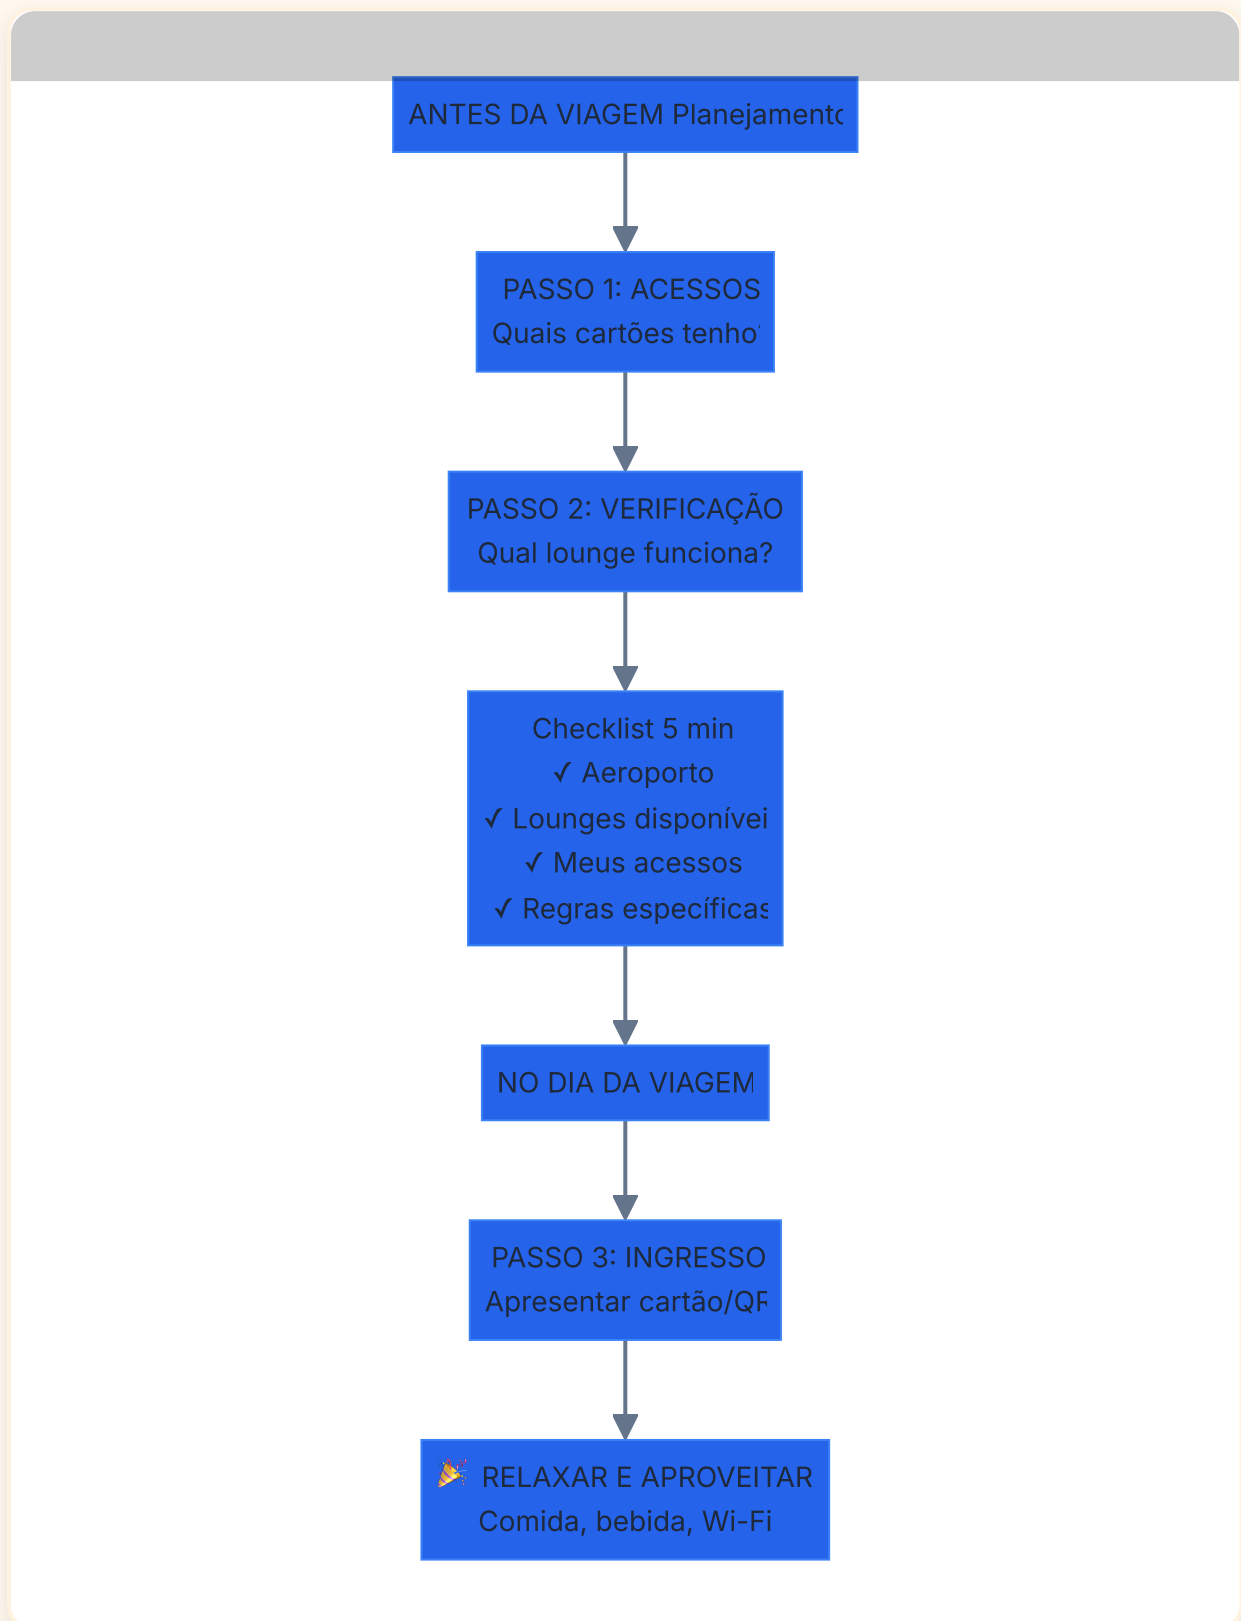 ANTES DA VIAGEM Planejamento
PASSO 1: ACESSOS
Quais cartões tenho?
PASSO 2: VERIFICAÇÃO
Qual lounge funciona?
Checklist 5 min
✓ Aeroporto
✓ Lounges disponívei
✓ Meus acessos
✓ Regras específicas
NO DIA DA VIAGEM
PASSO 3: INGRESSO
Apresentar cartão/QR
🎉 RELAXAR E APROVEITAR
Comida, bebida, Wi-Fi